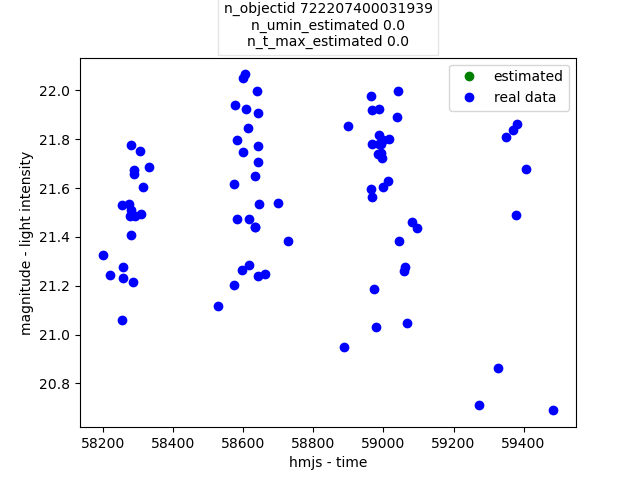 n_objectid 722207400031939
n_umin_estimated 0.0
n_t_max_estimated 0.0
estimated
real data
magnitude - light intensity
22.0
21.8
21.6
21.4
21.2
21.0
20.8
58200 58400 58600 58800 59000 59200 59400
hmjs - time